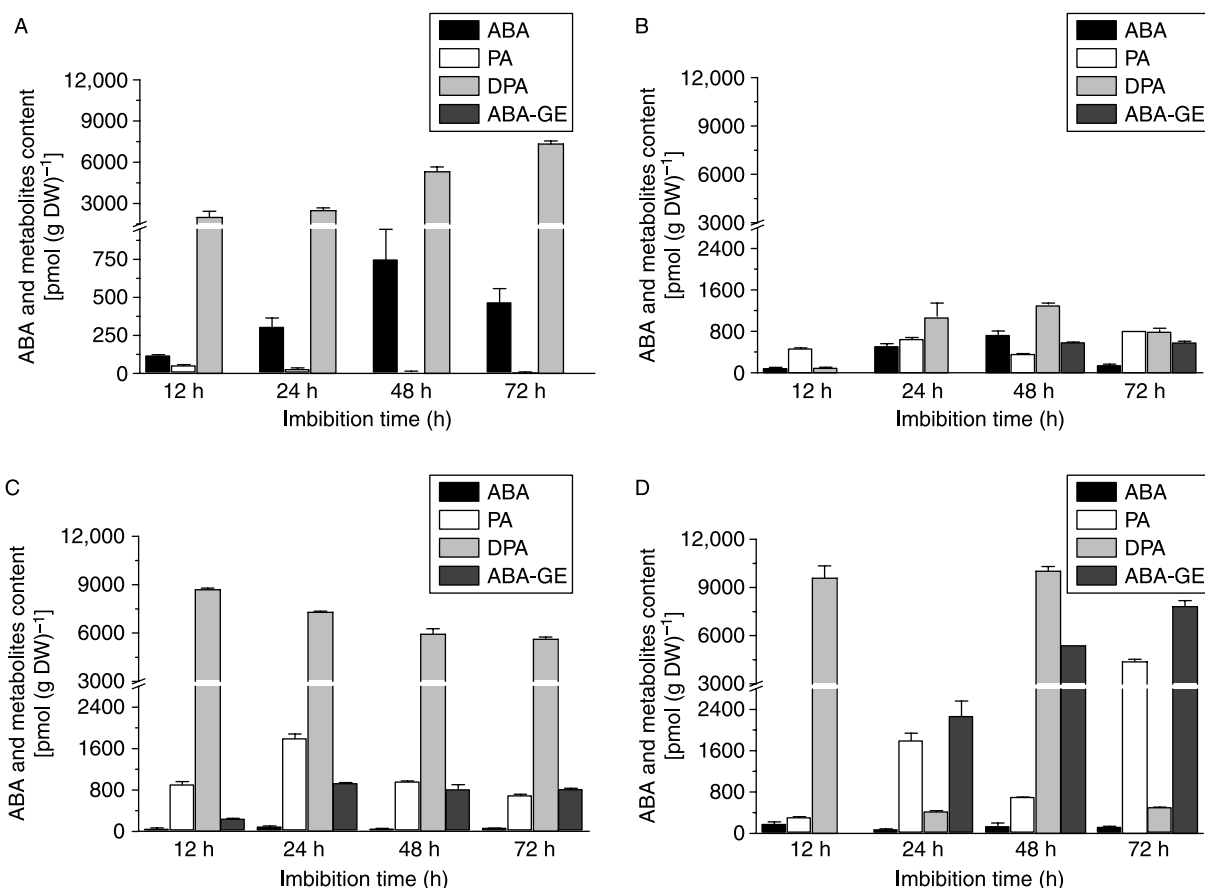 A
ABA
PA
DPA
ABA-GE
ABA and metabolites content
[pmol (g DW)⁻¹]
12,000
9000
6000
3000
750
500
250
0
12 h 24 h 48 h 72 h
Imbibition time (h)
B
ABA
PA
DPA
ABA-GE
ABA and metabolites content
[pmol (g DW)⁻¹]
12,000
9000
6000
3000
2400
1600
800
0
12 h 24 h 48 h 72 h
Imbibition time (h)
C
ABA
PA
DPA
ABA-GE
ABA and metabolites content
[pmol (g DW)⁻¹]
12,000
9000
6000
3000
2400
1600
800
0
12 h 24 h 48 h 72 h
Imbibition time (h)
D
ABA
PA
DPA
ABA-GE
ABA and metabolites content
[pmol (g DW)⁻¹]
12,000
9000
6000
3000
2400
1600
800
0
12 h 24 h 48 h 72 h
Imbibition time (h)